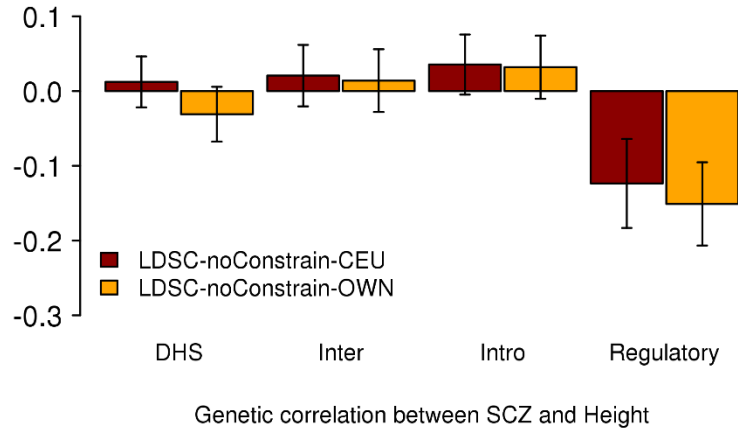 0.1
0.0
-0.1
-0.2
-0.3
LDSC-noConstrain-CEU
LDSC-noConstrain-OWN
DHS Inter Intro Regulatory
Genetic correlation between SCZ and Height